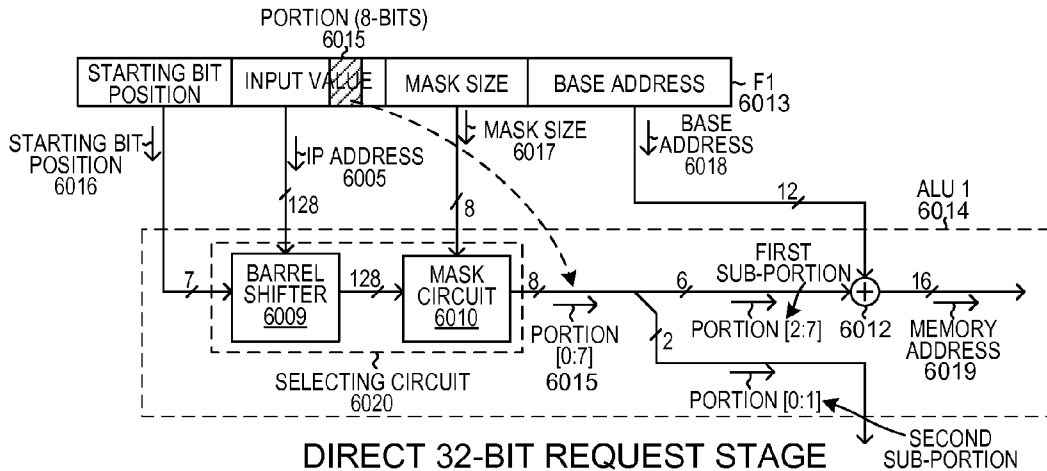 PORTION (8-BITS)
6015
STARTING BIT
POSITION
INPUT VALUE
MASK SIZE
BASE ADDRESS
F1
6013
STARTING BIT
POSITION
6016
IP ADDRESS
6005
MASK SIZE
6017
BASE
ADDRESS
6018
128
8
12
ALU 1
6014
7
BARREL
SHIFTER
6009
128
MASK
CIRCUIT
6010
8
PORTION
[0:7]
6015
6
FIRST
SUB-PORTION
PORTION [2:7]
+
6012
16
MEMORY
ADDRESS
6019
2
SELECTING CIRCUIT
6020
PORTION [0:1]
SECOND
SUB-PORTION
DIRECT 32-BIT REQUEST STAGE